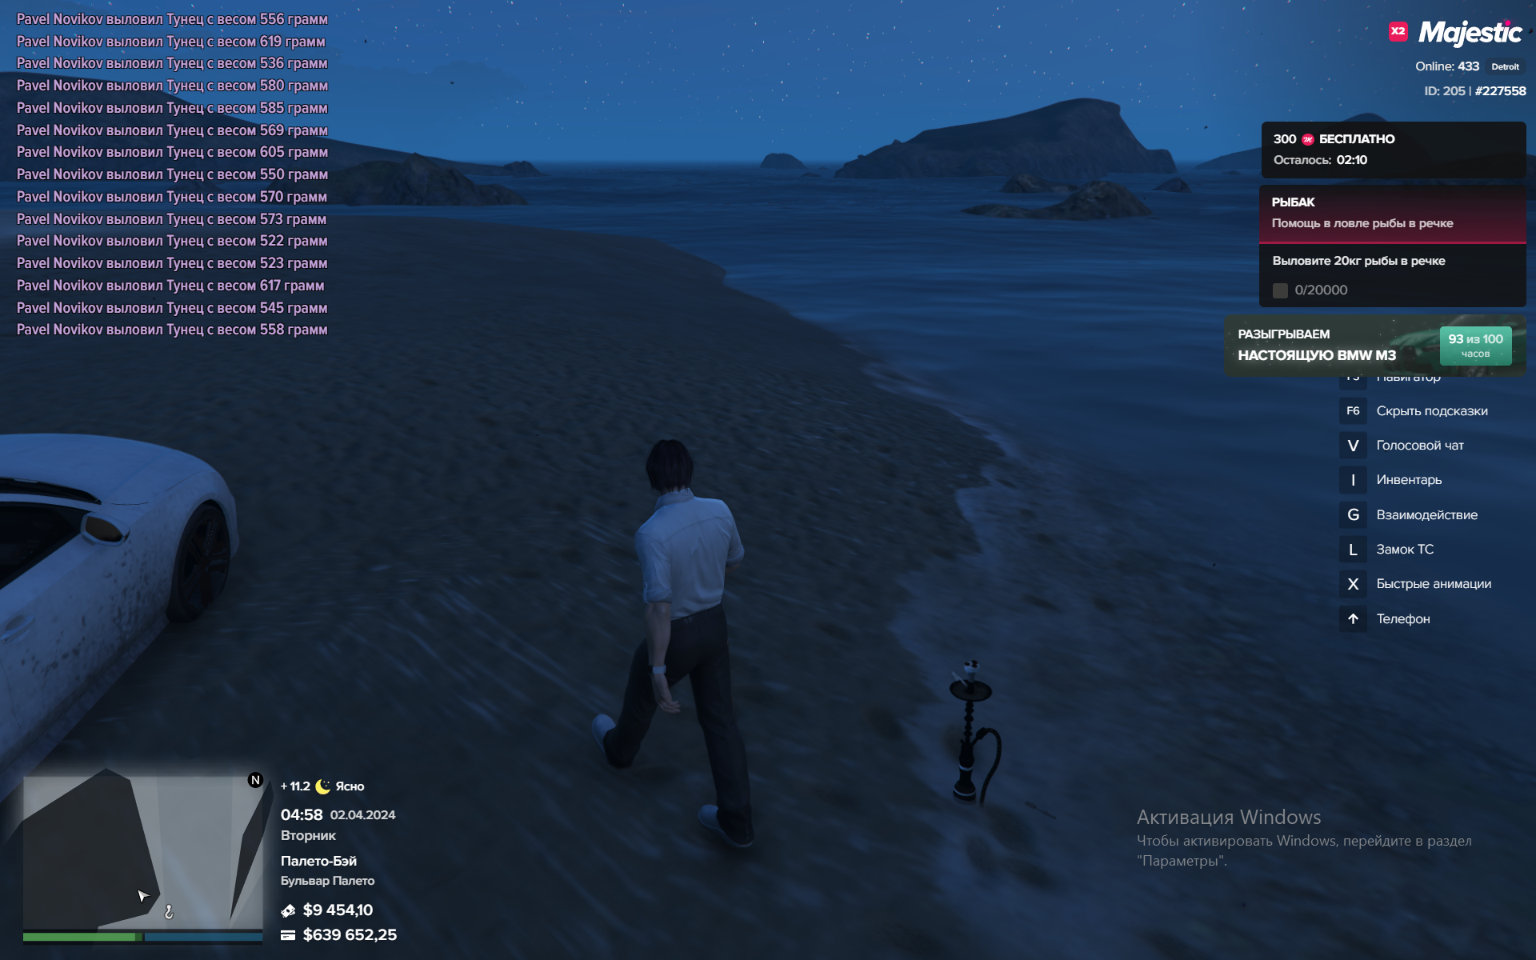 Pavel Novikov выловил Тунец с весом 556 грамм
Pavel Novikov выловил Тунец с весом 619 грамм
Pavel Novikov выловил Тунец с весом 536 грамм
Pavel Novikov выловил Тунец с весом 580 грамм
Pavel Novikov выловил Тунец с весом 585 грамм
Pavel Novikov выловил Тунец с весом 569 грамм
Pavel Novikov выловил Тунец с весом 605 грамм
Pavel Novikov выловил Тунец с весом 550 грамм
Pavel Novikov выловил Тунец с весом 570 грамм
Pavel Novikov выловил Тунец с весом 573 грамм
Pavel Novikov выловил Тунец с весом 522 грамм
Pavel Novikov выловил Тунец с весом 523 грамм
Pavel Novikov выловил Тунец с весом 617 грамм
Pavel Novikov выловил Тунец с весом 545 грамм
Pavel Novikov выловил Тунец с весом 558 грамм
X2 Majestic
Online: 433 Detroit
ID: 205 | #227558
300 БЕСПЛАТНО
Осталось: 02:10
РЫБАК
Помощь в ловле рыбы в речке
Выловите 20кг рыбы в речке
0/20000
РАЗЫГРЫВАЕМ
НАСТОЯЩУЮ BMW M3
93 из 100
часов
Навигатор
F6 Скрыть подсказки
V Голосовой чат
I Инвентарь
G Взаимодействие
L Замок ТС
X Быстрые анимации
Телефон
N
+ 11.2 Ясно
04:58 02.04.2024
Вторник
Палето-Бэй
Бульвар Палето
$9 454,10
$639 652,25
Активация Windows
Чтобы активировать Windows, перейдите в раздел
"Параметры".